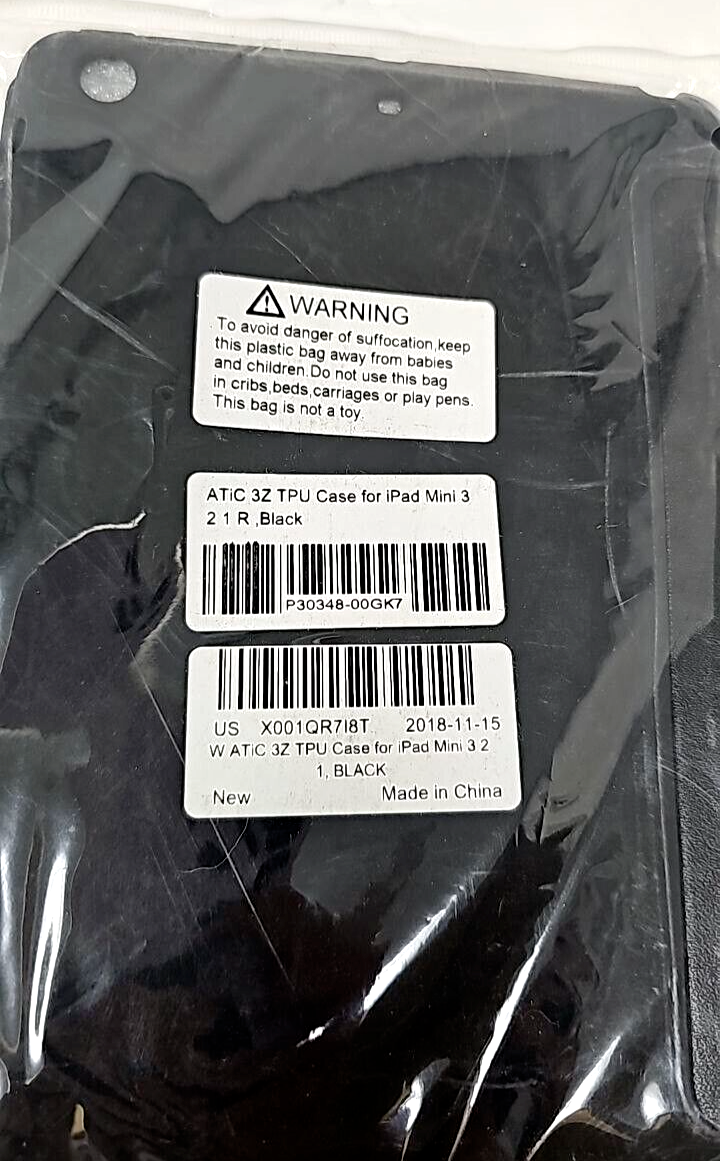 WARNING
To avoid danger of suffocation,keep
this plastic bag away from babies
and children.Do not use this bag
in cribs,beds,carriages or play pens.
This bag is not a toy.
ATiC 3Z TPU Case for iPad Mini 3
2 1 R ,Black
P30348-00GK7
US X001QR7I8T 2018-11-15
W ATiC 3Z TPU Case for iPad Mini 3 2
1, BLACK
New Made in China